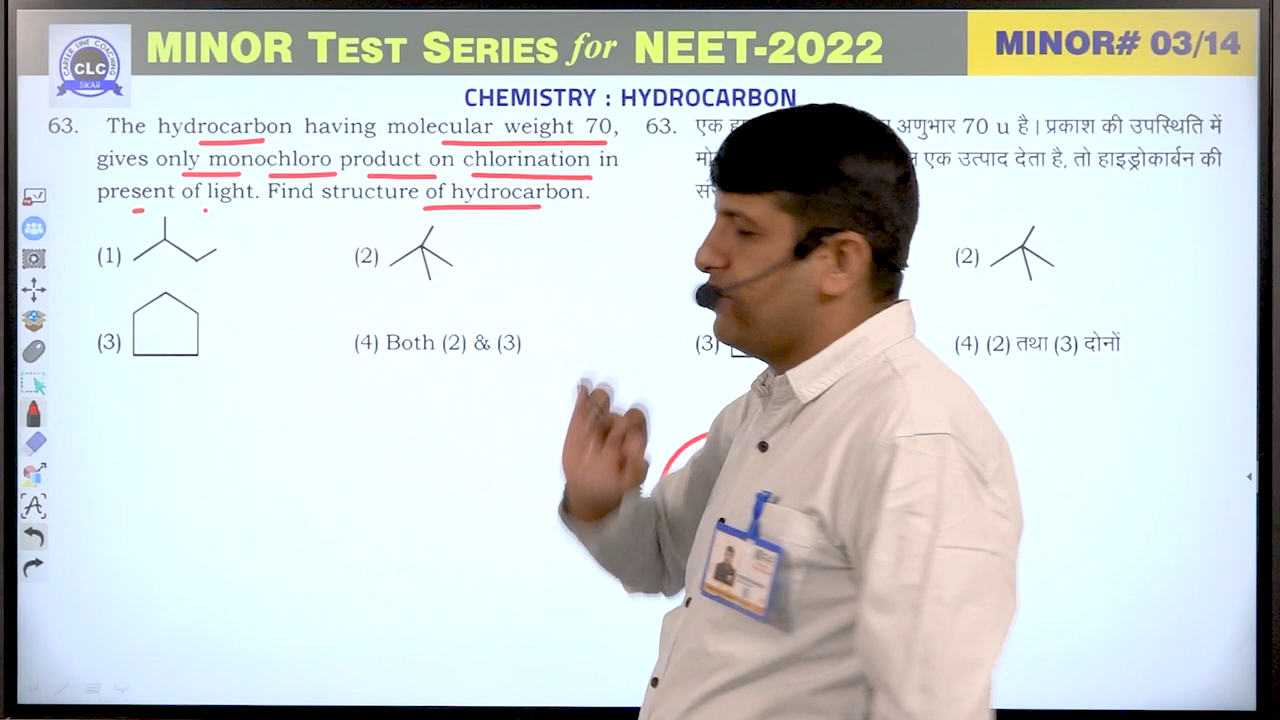 MINOR TEST SERIES for NEET-2022
MINOR# 03/14
CAREER LINE COACHING
CLC
SIKAR
CHEMISTRY : HYDROCARBON
63. The hydrocarbon having molecular weight 70,
gives only monochloro product on chlorination in
present of light. Find structure of hydrocarbon.
(1)
(2)
(3)
(4) Both (2) & (3)
63. एक अणुभार 70 u है। प्रकाश की उपस्थिति में
एक उत्पाद देता है, तो हाइड्रोकार्बन की
(2)
(3)
(4) (2) तथा (3) दोनों